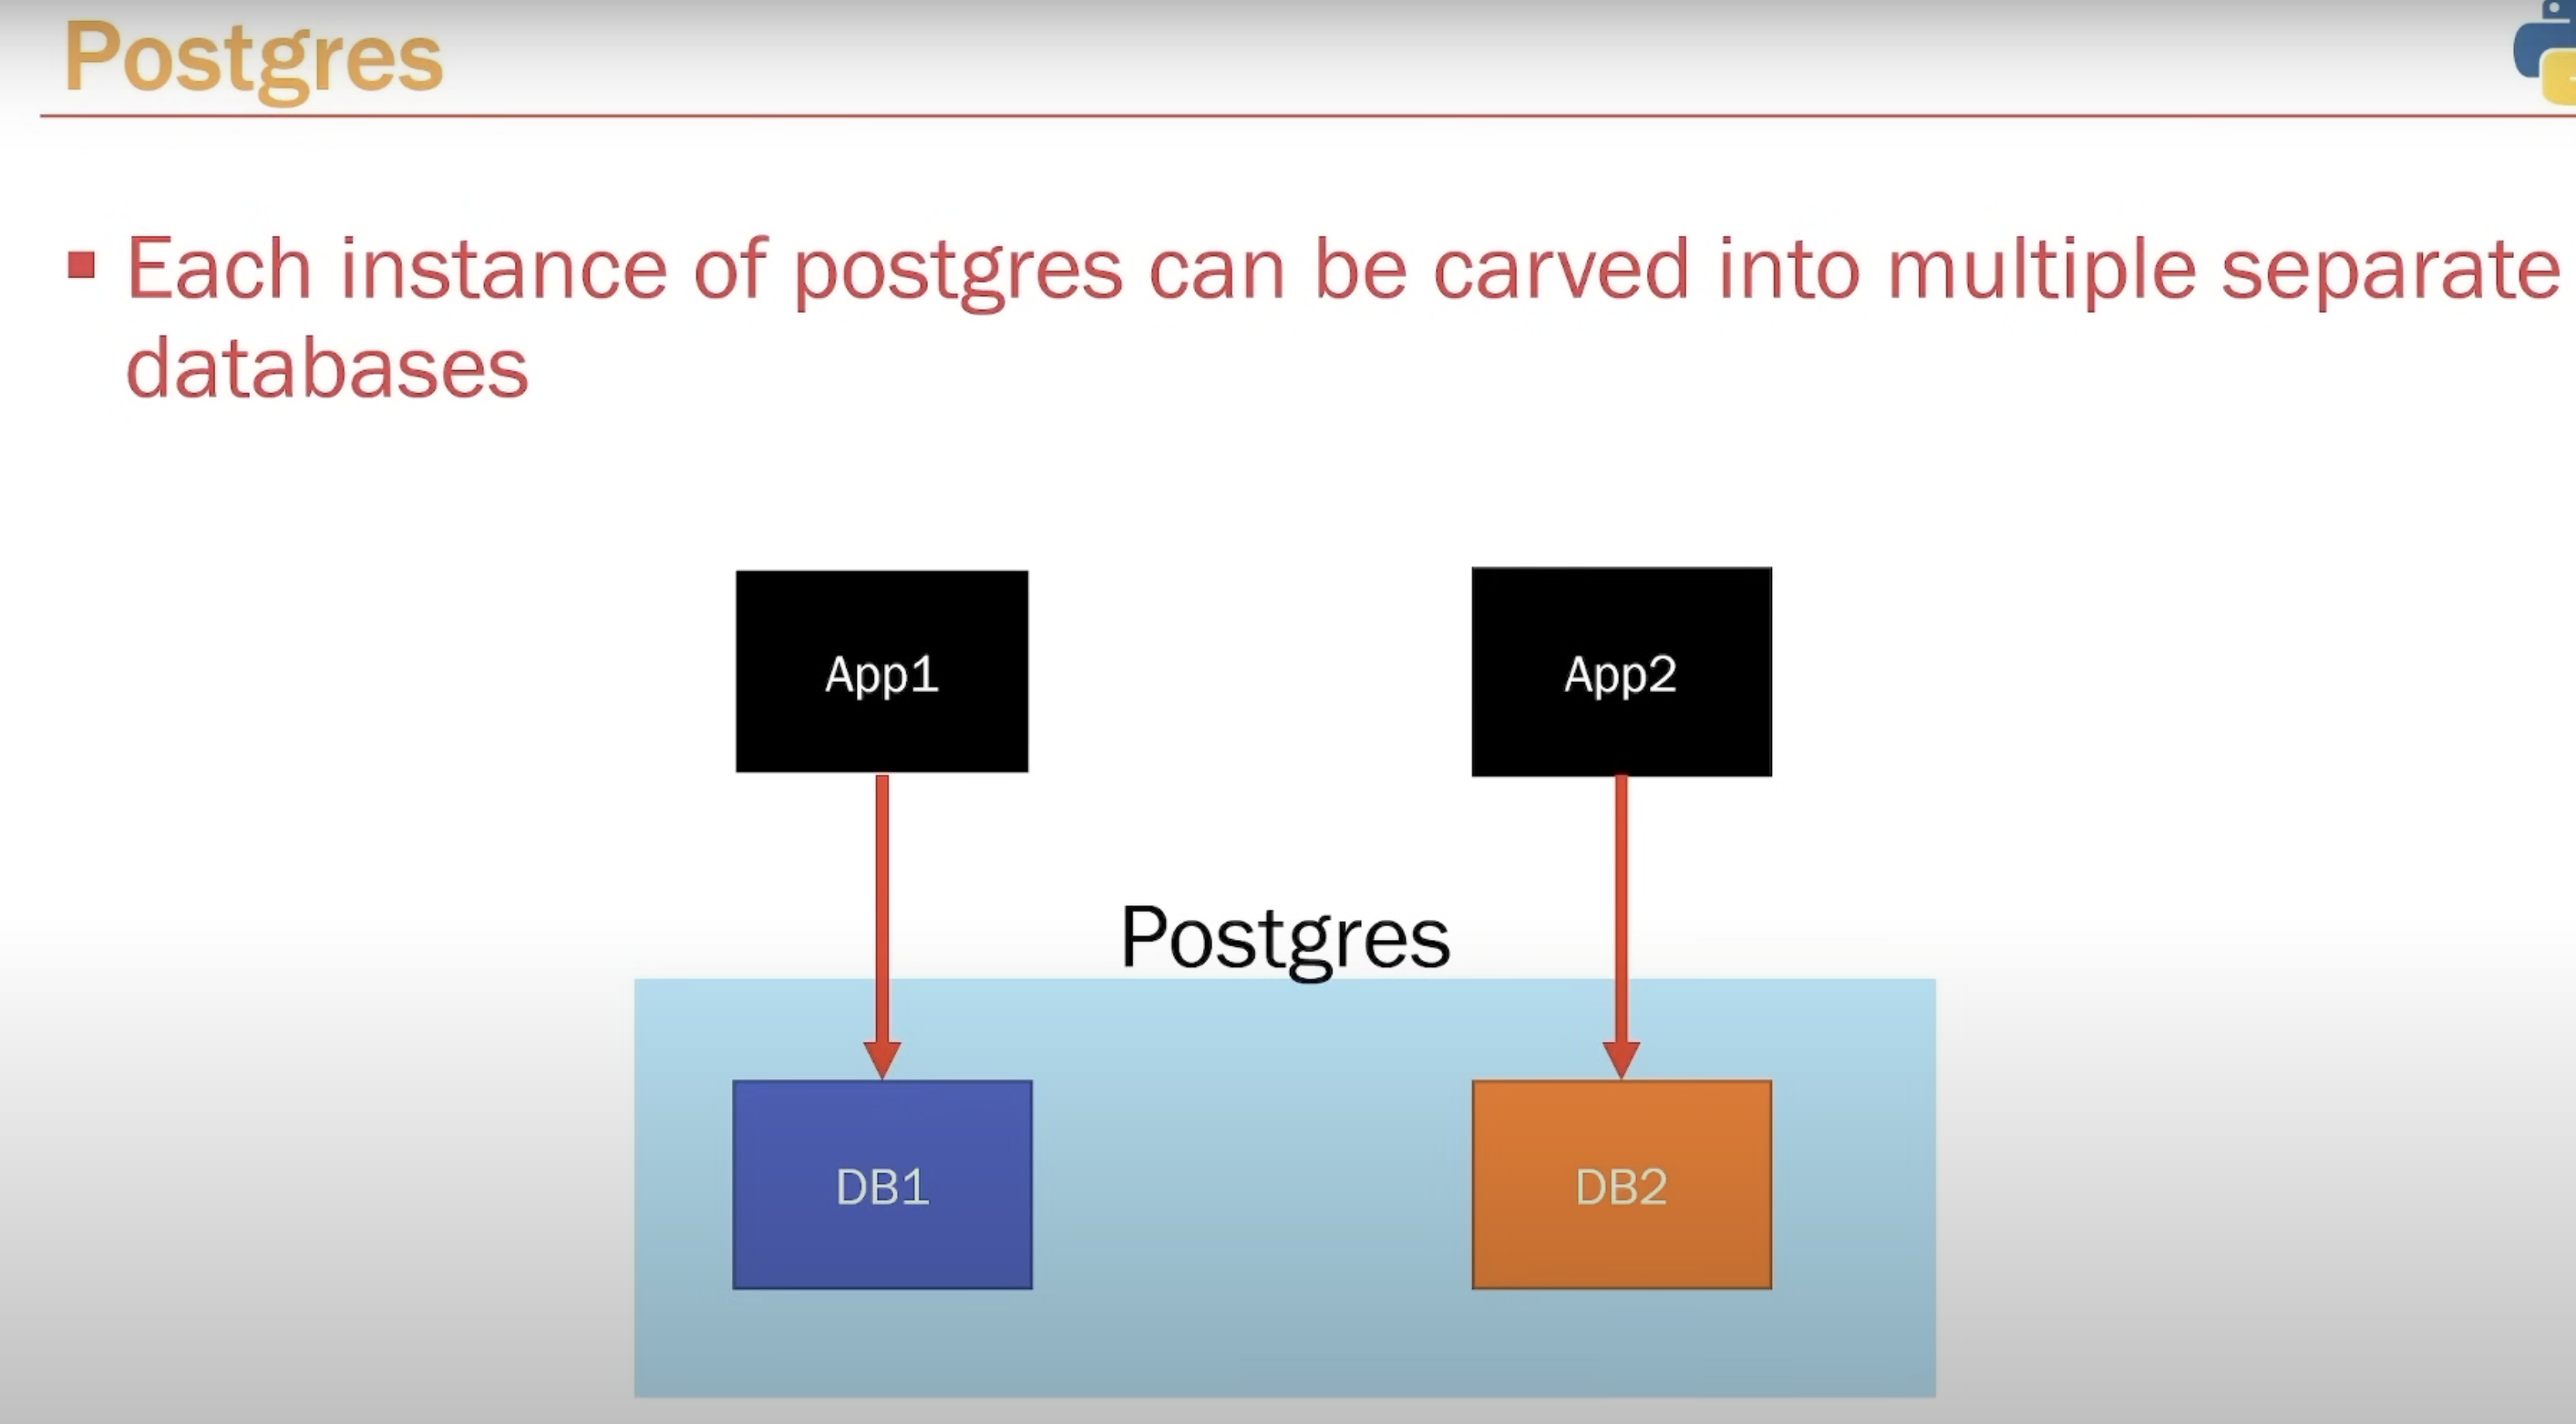 Postgres
Each instance of postgres can be carved into multiple separate
databases
App1
App2
Postgres
DB1
DB2